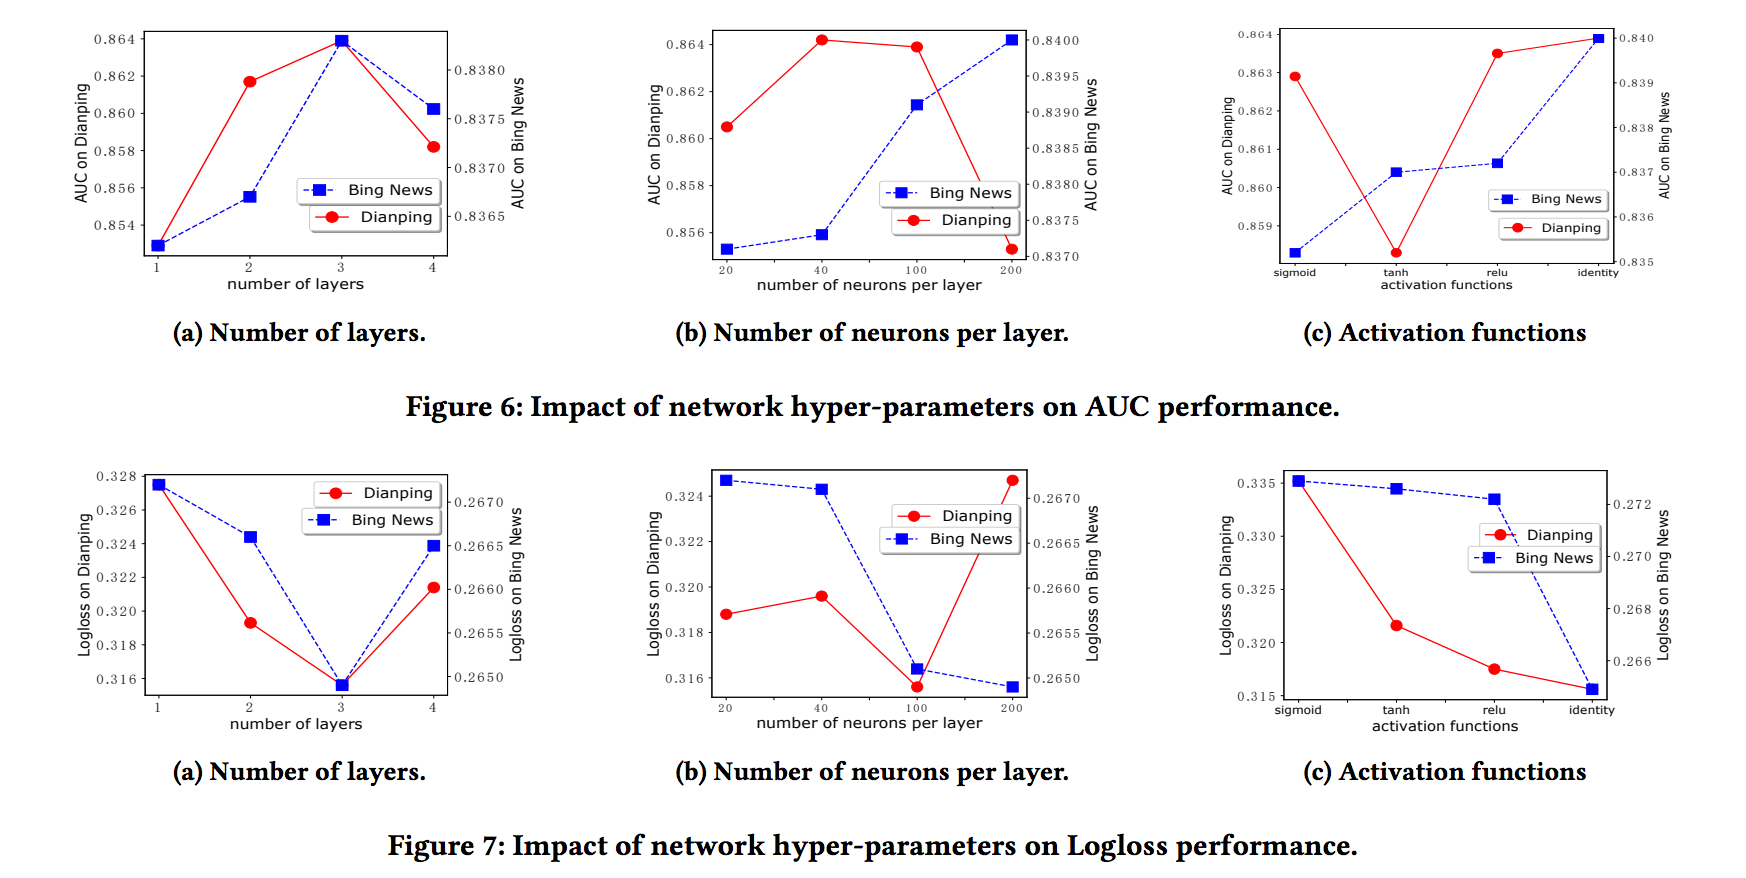 0.864
0.862
0.860
0.858
0.856
0.854
AUC on Dianping
0.8380
0.8375
0.8370
0.8365
AUC on Bing News
Bing News
Dianping
1 2 3 4
number of layers
(a) Number of layers.
0.864
0.862
0.860
0.858
0.856
AUC on Dianping
0.8400
0.8395
0.8390
0.8385
0.8380
0.8375
0.8370
AUC on Bing News
Bing News
Dianping
20 40 100 200
number of neurons per layer
(b) Number of neurons per layer.
0.864
0.863
0.862
0.861
0.860
0.859
AUC on Dianping
0.840
0.839
0.838
0.837
0.836
0.835
AUC on Bing News
Bing News
Dianping
sigmoid tanh relu identity
activation functions
(c) Activation functions
Figure 6: Impact of network hyper-parameters on AUC performance.
0.328
0.326
0.324
0.322
0.320
0.318
0.316
Logloss on Dianping
0.2670
0.2665
0.2660
0.2655
0.2650
Logloss on Bing News
Dianping
Bing News
1 2 3 4
number of layers
(a) Number of layers.
0.324
0.322
0.320
0.318
0.316
Logloss on Dianping
0.2670
0.2665
0.2660
0.2655
0.2650
Logloss on Bing News
Dianping
Bing News
20 40 100 200
number of neurons per layer
(b) Number of neurons per layer.
0.335
0.330
0.325
0.320
0.315
Logloss on Dianping
0.272
0.270
0.268
0.266
Logloss on Bing News
Dianping
Bing News
sigmoid tanh relu identity
activation functions
(c) Activation functions
Figure 7: Impact of network hyper-parameters on Logloss performance.